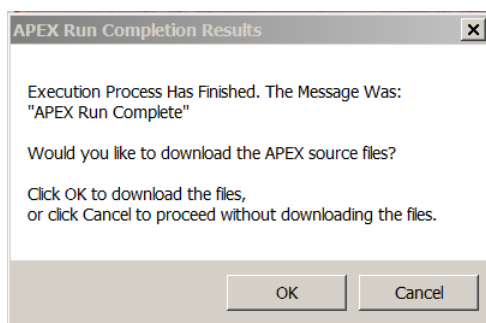 APEX Run Completion Results
Execution Process Has Finished. The Message Was:
"APEX Run Complete"
Would you like to download the APEX source files?
Click OK to download the files,
or click Cancel to proceed without downloading the files.
OK
Cancel